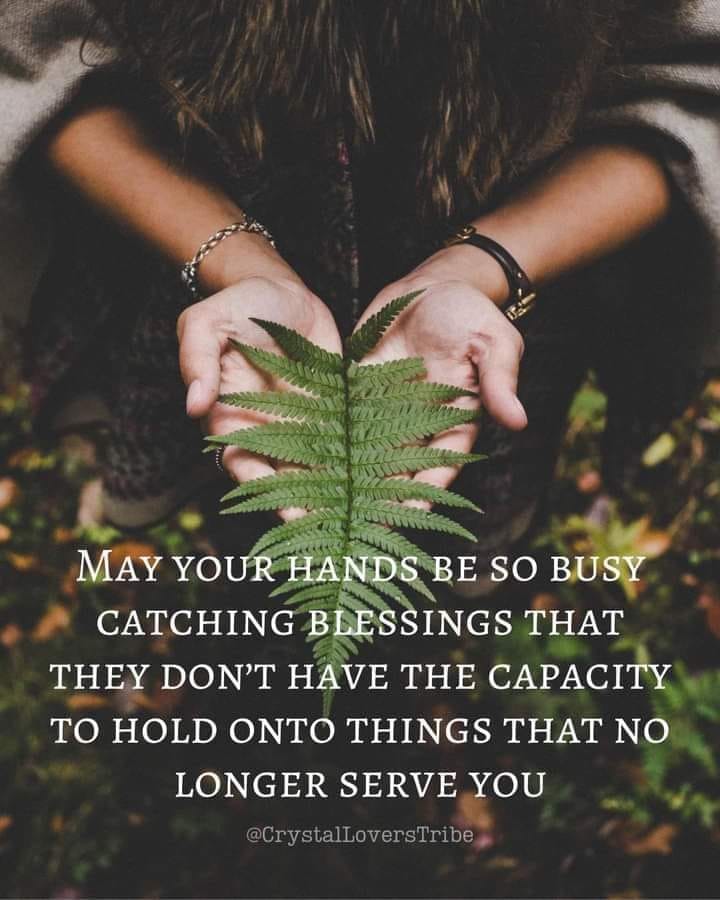 May your hands be so busy
catching blessings that
they don't have the capacity
to hold onto things that no
longer serve you
@CrystalLoversTribe